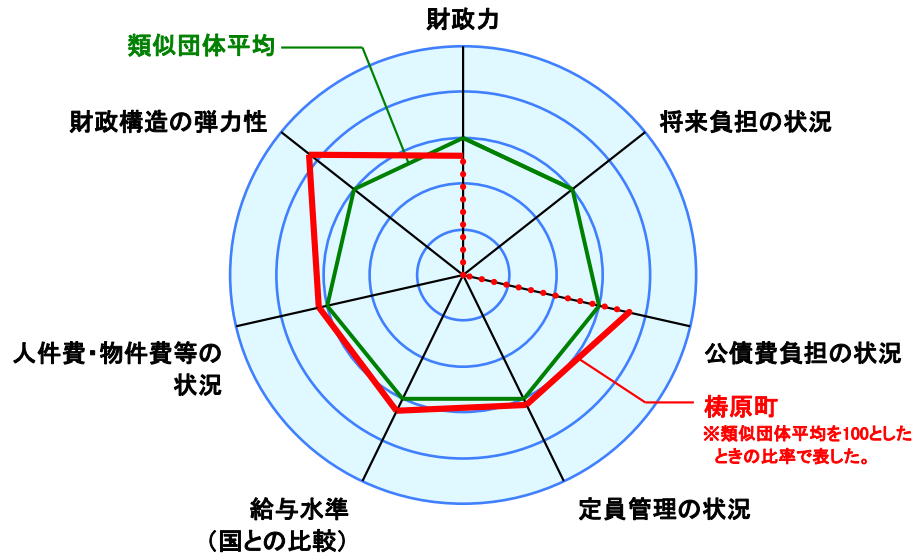 財政力
類似団体平均
将来負担の状況
財政構造の弾力性
人件費・物件費等の
状況
公債費負担の状況
梼原町
※類似団体平均を100とした
ときの比率で表した。
給与水準
(国との比較)
定員管理の状況